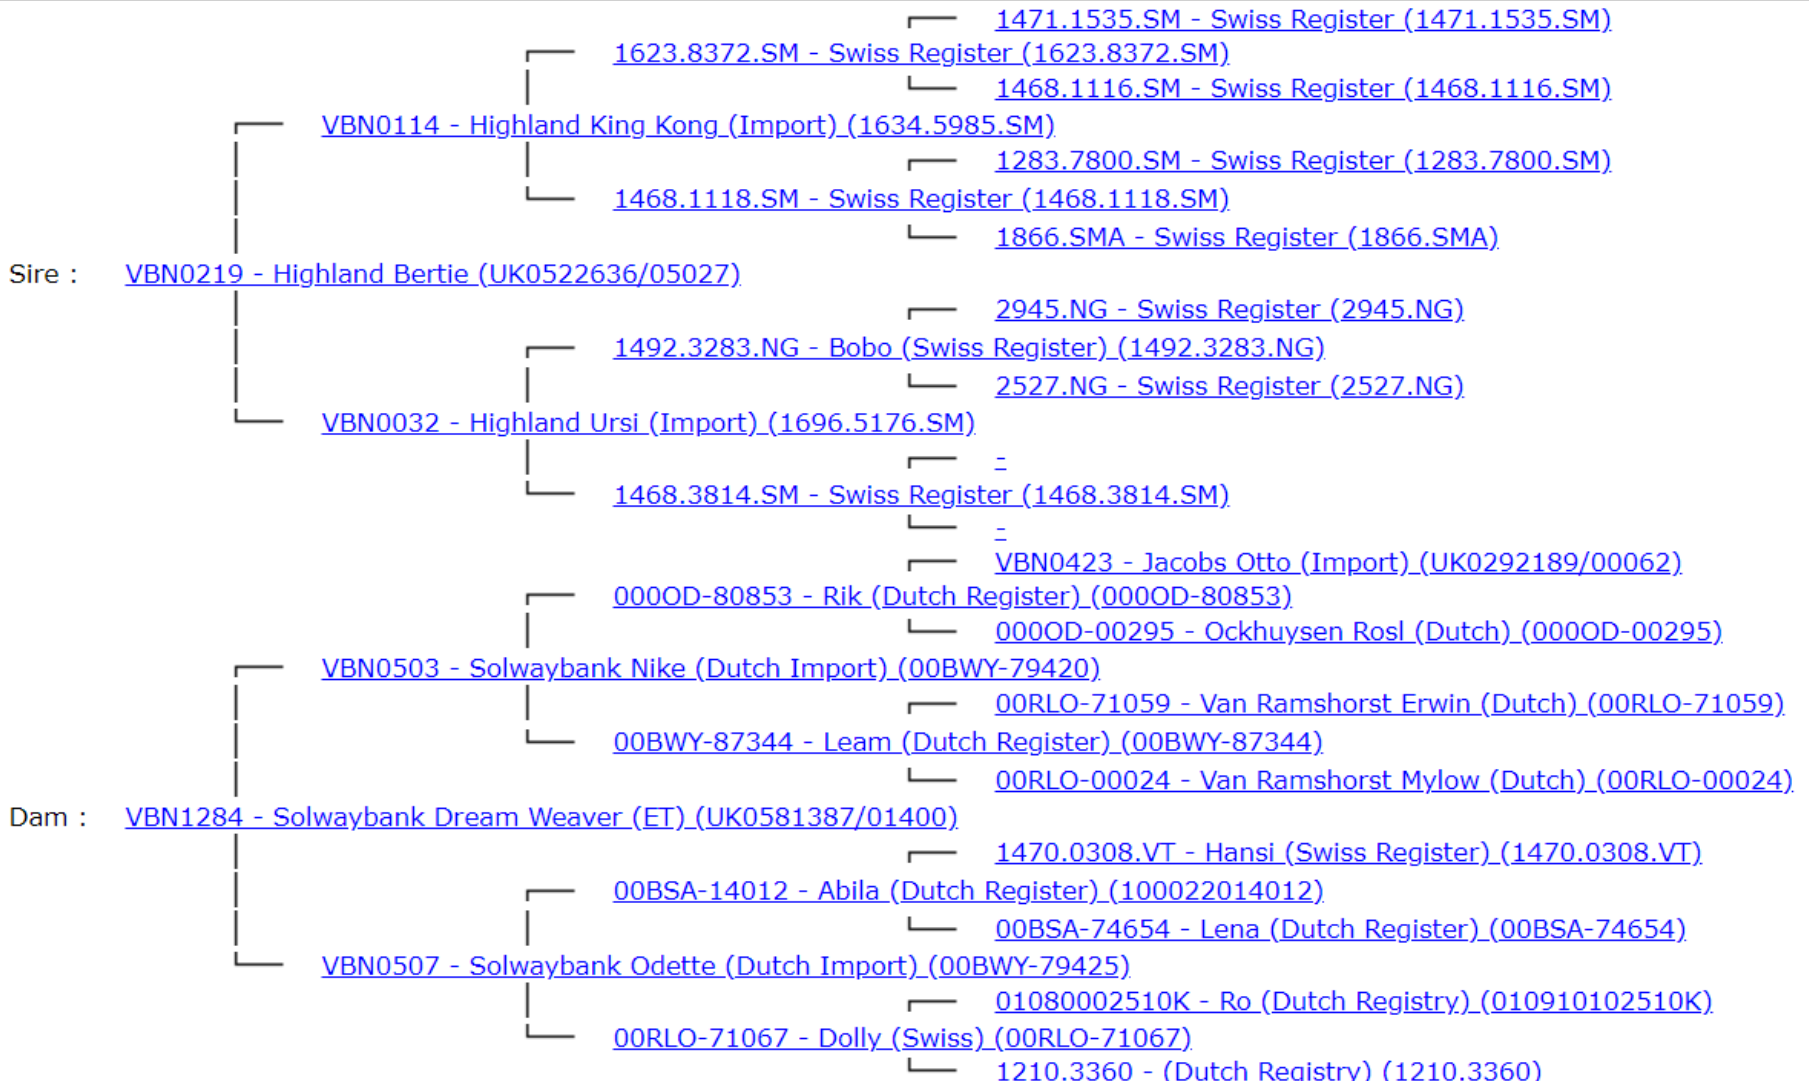 1471.1535.SM - Swiss Register (1471.1535.SM)
1623.8372.SM - Swiss Register (1623.8372.SM)
1468.1116.SM - Swiss Register (1468.1116.SM)
VBN0114 - Highland King Kong (Import) (1634.5985.SM)
1283.7800.SM - Swiss Register (1283.7800.SM)
1468.1118.SM - Swiss Register (1468.1118.SM)
1866.SMA - Swiss Register (1866.SMA)
Sire : VBN0219 - Highland Bertie (UK0522636/05027)
2945.NG - Swiss Register (2945.NG)
1492.3283.NG - Bobo (Swiss Register) (1492.3283.NG)
2527.NG - Swiss Register (2527.NG)
VBN0032 - Highland Ursi (Import) (1696.5176.SM)
-
1468.3814.SM - Swiss Register (1468.3814.SM)
-
VBN0423 - Jacobs Otto (Import) (UK0292189/00062)
000OD-80853 - Rik (Dutch Register) (000OD-80853)
000OD-00295 - Ockhuysen Rosl (Dutch) (000OD-00295)
VBN0503 - Solwaybank Nike (Dutch Import) (00BWY-79420)
00RLO-71059 - Van Ramshorst Erwin (Dutch) (00RLO-71059)
00BWY-87344 - Leam (Dutch Register) (00BWY-87344)
00RLO-00024 - Van Ramshorst Mylow (Dutch) (00RLO-00024)
Dam : VBN1284 - Solwaybank Dream Weaver (ET) (UK0581387/01400)
1470.0308.VT - Hansi (Swiss Register) (1470.0308.VT)
00BSA-14012 - Abila (Dutch Register) (100022014012)
00BSA-74654 - Lena (Dutch Register) (00BSA-74654)
VBN0507 - Solwaybank Odette (Dutch Import) (00BWY-79425)
01080002510K - Ro (Dutch Registry) (010910102510K)
00RLO-71067 - Dolly (Swiss) (00RLO-71067)
1210.3360 - (Dutch Registry) (1210.3360)